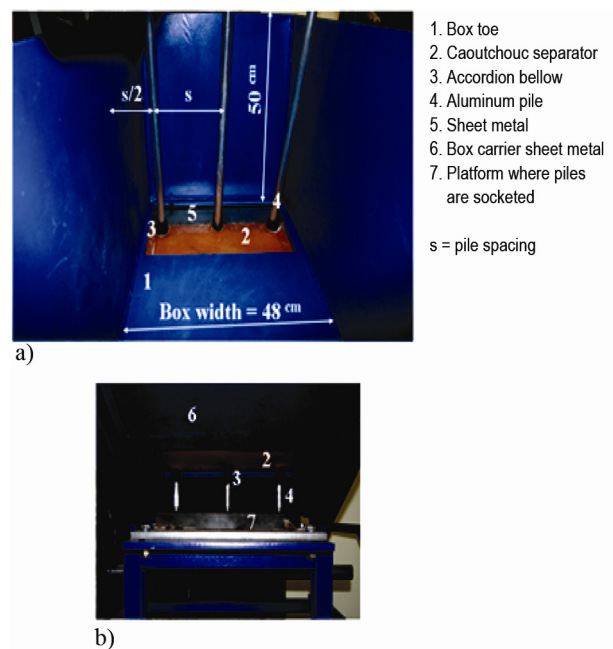 1. Box toe
2. Caoutchouc separator
3. Accordion bellow
4. Aluminum pile
5. Sheet metal
6. Box carrier sheet metal
7. Platform where piles
are socketed
s = pile spacing
s/2
s
50 cm
4
5
3
2
1
Box width = 48 cm
a)
6
2
3
4
7
b)